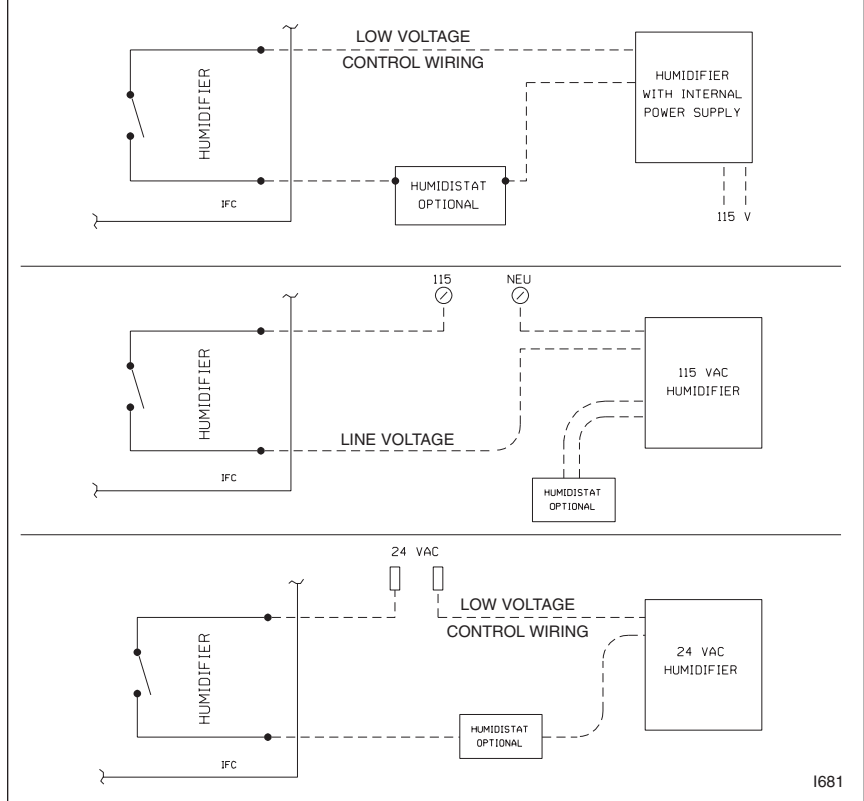 LOW VOLTAGE
CONTROL WIRING
HUMIDIFIER
HUMIDIFIER
WITH INTERNAL
POWER SUPPLY
HUMIDISTAT
OPTIONAL
IFC
115 V
115
NEU
HUMIDIFIER
115 VAC
HUMIDIFIER
LINE VOLTAGE
IFC
HUMIDISTAT
OPTIONAL
24 VAC
LOW VOLTAGE
CONTROL WIRING
HUMIDIFIER
24 VAC
HUMIDIFIER
HUMIDISTAT
OPTIONAL
IFC
I681